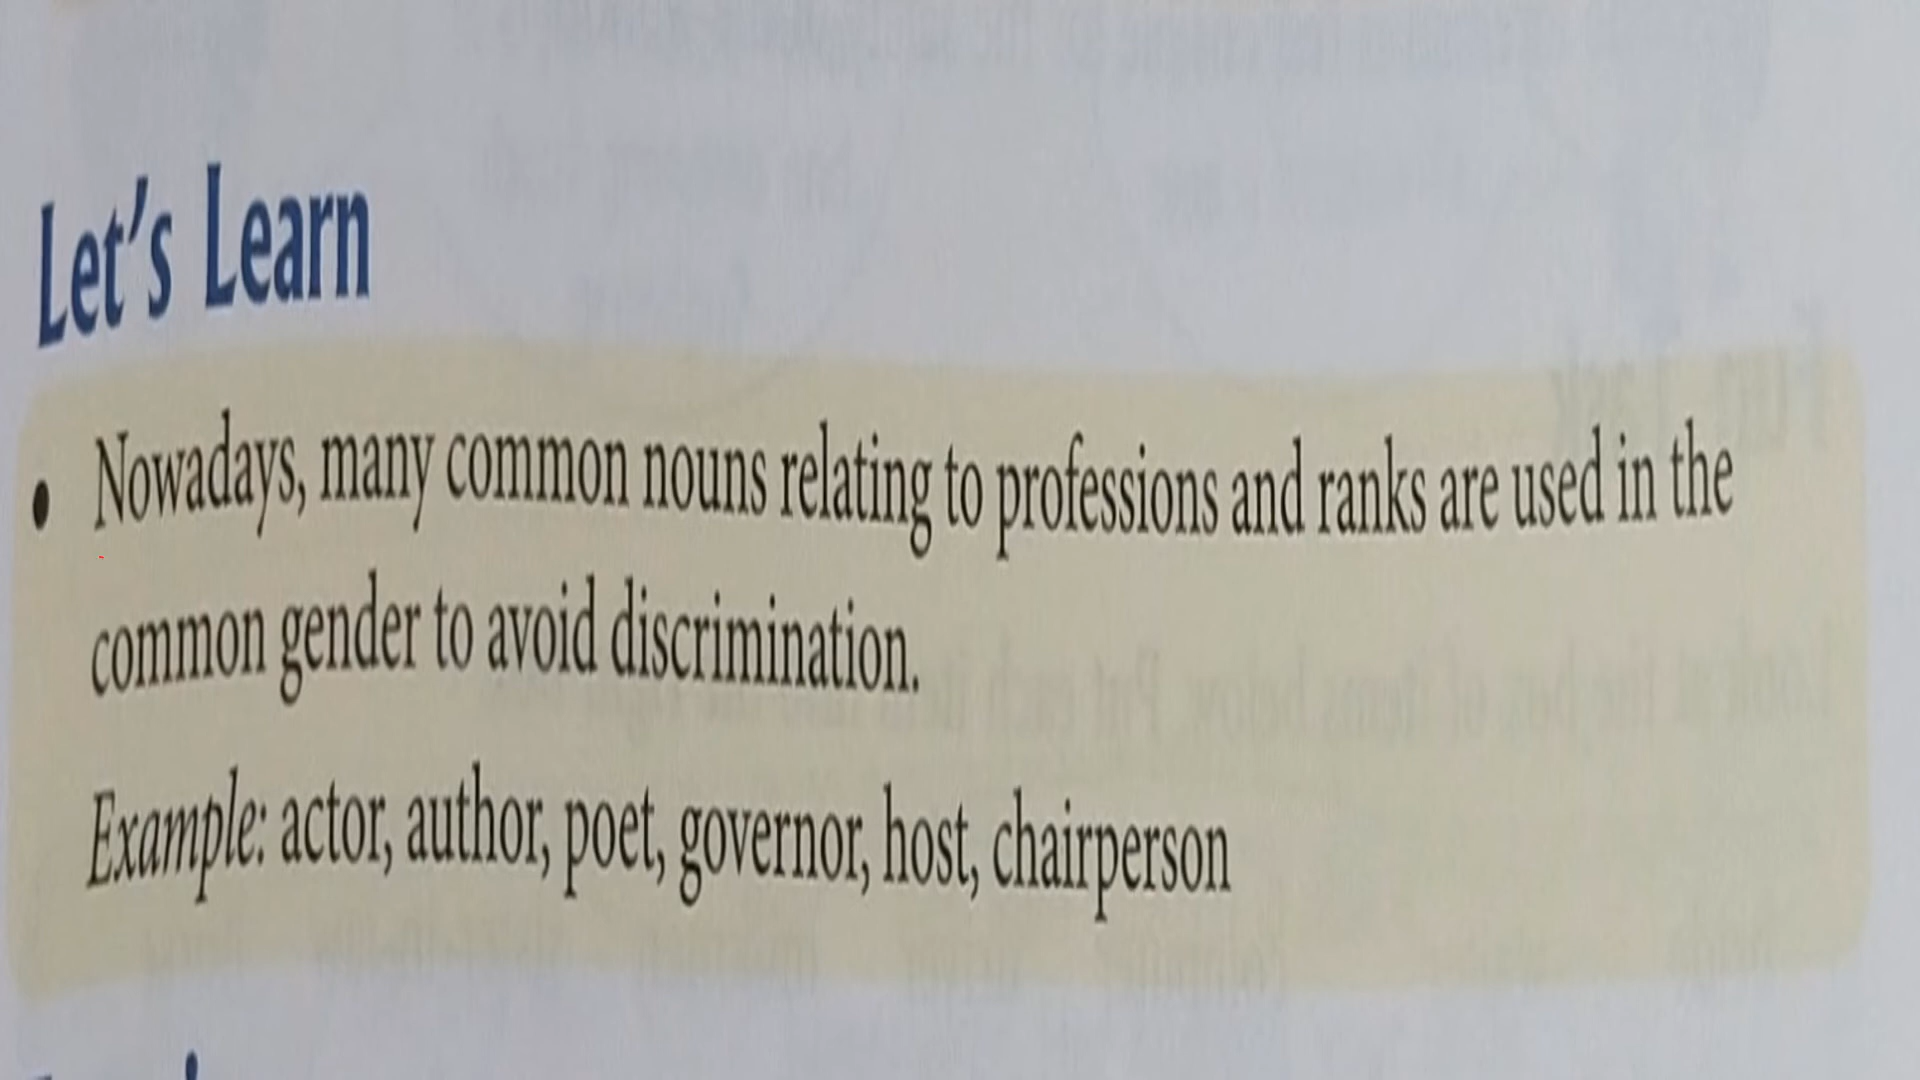 Let's Learn
• Nowadays, many common nouns relating to professions and ranks are used in the
common gender to avoid discrimination.
Example: actor, author, poet, governor, host, chairperson